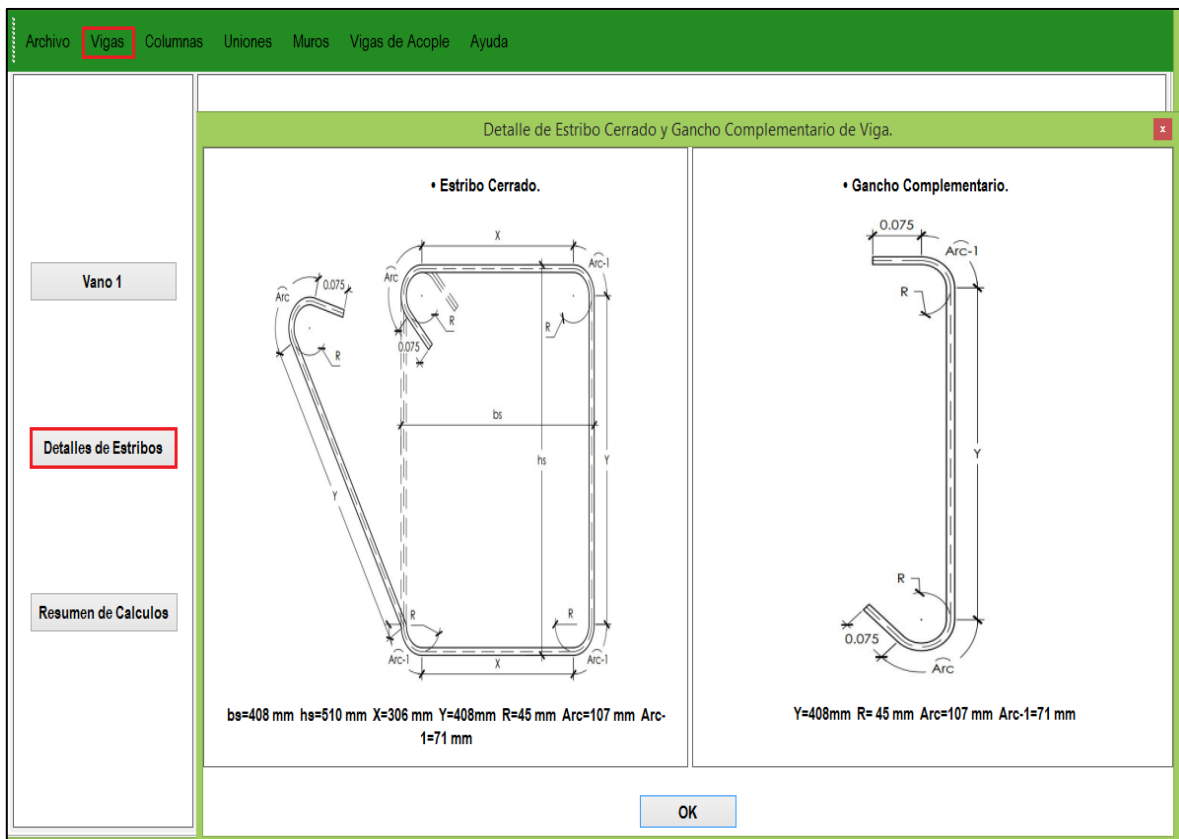 Archivo Vigas Columnas Uniones Muros Vigas de Acople Ayuda
Detalle de Estribo Cerrado y Gancho Complementario de Viga.
x
Vano 1
Detalles de Estribos
Resumen de Calculos
• Estribo Cerrado.
X
Arc
Arc-1
0.075
Arc
R
R
R
0.075
bs
hs
Y
Y
R
R
Arc-1
X
Arc-1
bs=408 mm hs=510 mm X=306 mm Y=408mm R=45 mm Arc=107 mm Arc-
1=71 mm
• Gancho Complementario.
0.075
Arc-1
R
Y
R
0.075
Arc
Y=408mm R= 45 mm Arc=107 mm Arc-1=71 mm
OK